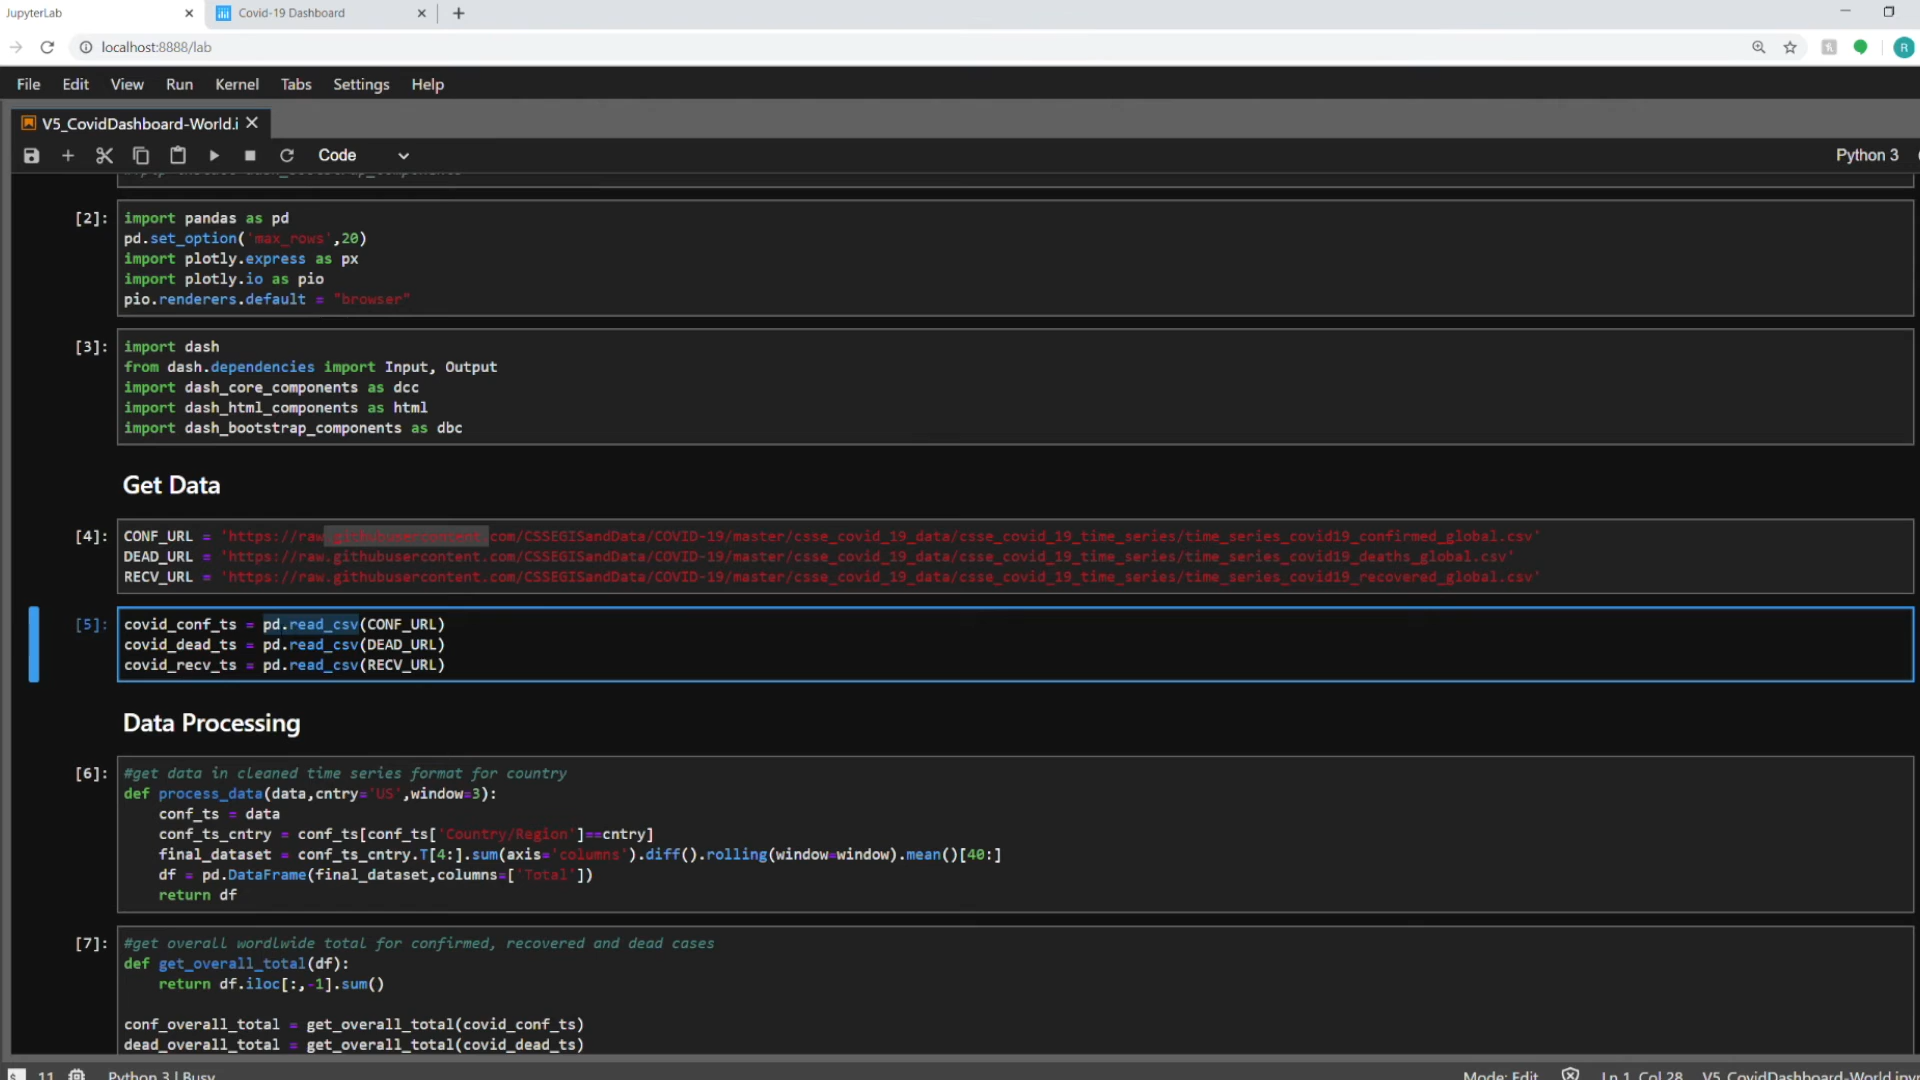 JupyterLab
Covid-19 Dashboard
localhost:8888/lab
R
File Edit View Run Kernel Tabs Settings Help
V5_CovidDashboard-World.i
Code
Python 3
[2]:
import pandas as pd
pd.set_option('max_rows',20)
import plotly.express as px
import plotly.io as pio
pio.renderers.default = "browser"
[3]:
import dash
from dash.dependencies import Input, Output
import dash_core_components as dcc
import dash_html_components as html
import dash_bootstrap_components as dbc
Get Data
[4]:
CONF_URL = 'https://raw.githubusercontent.com/CSSEGISandData/COVID-19/master/csse_covid_19_data/csse_covid_19_time_series/time_series_covid19_confirmed_global.csv'
DEAD_URL = 'https://raw.githubusercontent.com/CSSEGISandData/COVID-19/master/csse_covid_19_data/csse_covid_19_time_series/time_series_covid19_deaths_global.csv'
RECV_URL = 'https://raw.githubusercontent.com/CSSEGISandData/COVID-19/master/csse_covid_19_data/csse_covid_19_time_series/time_series_covid19_recovered_global.csv'
[5]:
covid_conf_ts = pd.read_csv(CONF_URL)
covid_dead_ts = pd.read_csv(DEAD_URL)
covid_recv_ts = pd.read_csv(RECV_URL)
Data Processing
[6]:
#get data in cleaned time series format for country
def process_data(data,cntry='US',window=3):
conf_ts = data
conf_ts_cntry = conf_ts[conf_ts['Country/Region']==cntry]
final_dataset = conf_ts_cntry.T[4:].sum(axis='columns').diff().rolling(window=window).mean()[40:]
df = pd.DataFrame(final_dataset,columns=['Total'])
return df
[7]:
#get overall wordlwide total for confirmed, recovered and dead cases
def get_overall_total(df):
return df.iloc[:,-1].sum()
conf_overall_total = get_overall_total(covid_conf_ts)
dead_overall_total = get_overall_total(covid_dead_ts)
11 Python 3 | Busy
Mode: Edit Ln 1, Col 28 V5_CovidDashboard-World.ipyn